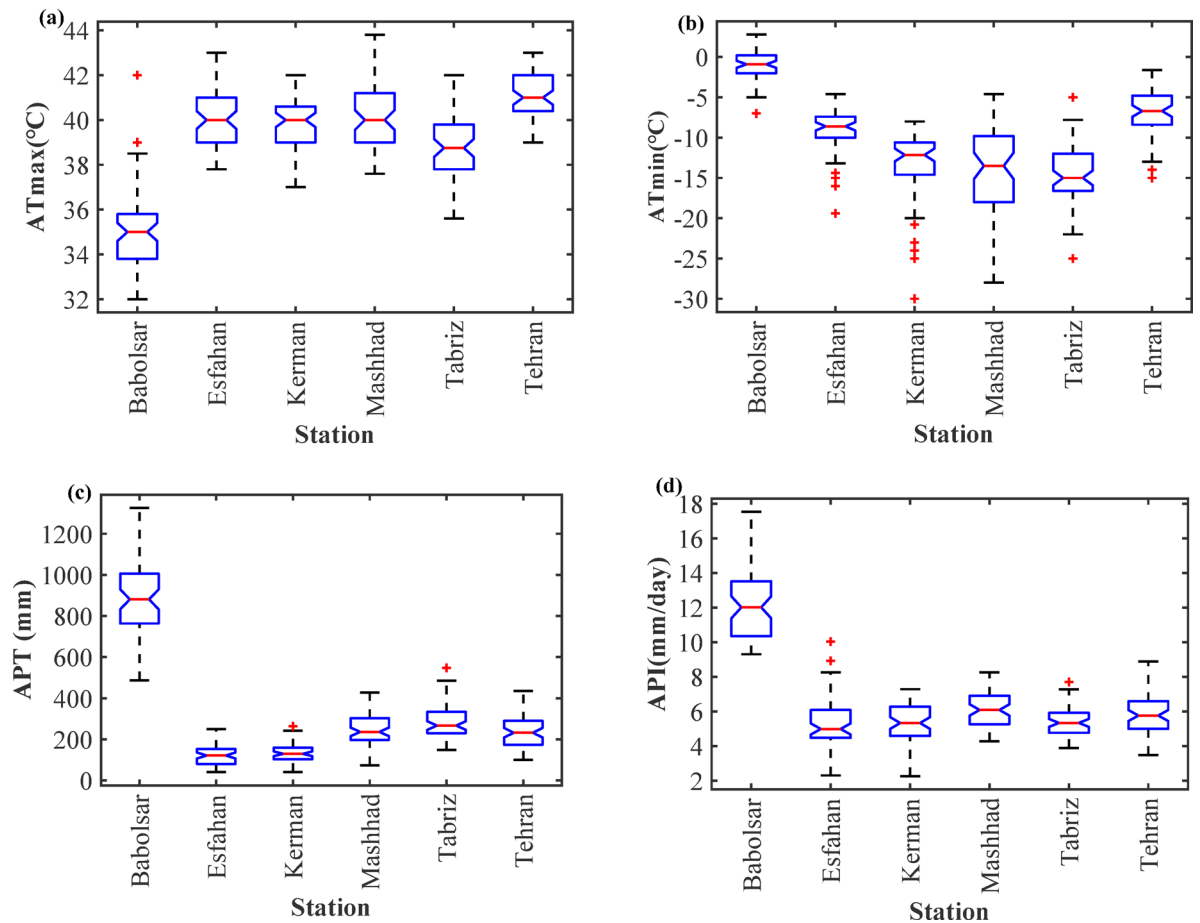 (a)
ATmax(℃)
44
42
40
38
36
34
32
Babolsar
Esfahan
Kerman
Mashhad
Tabriz
Tehran
Station
(b)
ATmin(℃)
0
-5
-10
-15
-20
-25
-30
Babolsar
Esfahan
Kerman
Mashhad
Tabriz
Tehran
Station
(c)
APT (mm)
1200
1000
800
600
400
200
0
Babolsar
Esfahan
Kerman
Mashhad
Tabriz
Tehran
Station
(d)
API(mm/day)
18
16
14
12
10
8
6
4
2
Babolsar
Esfahan
Kerman
Mashhad
Tabriz
Tehran
Station